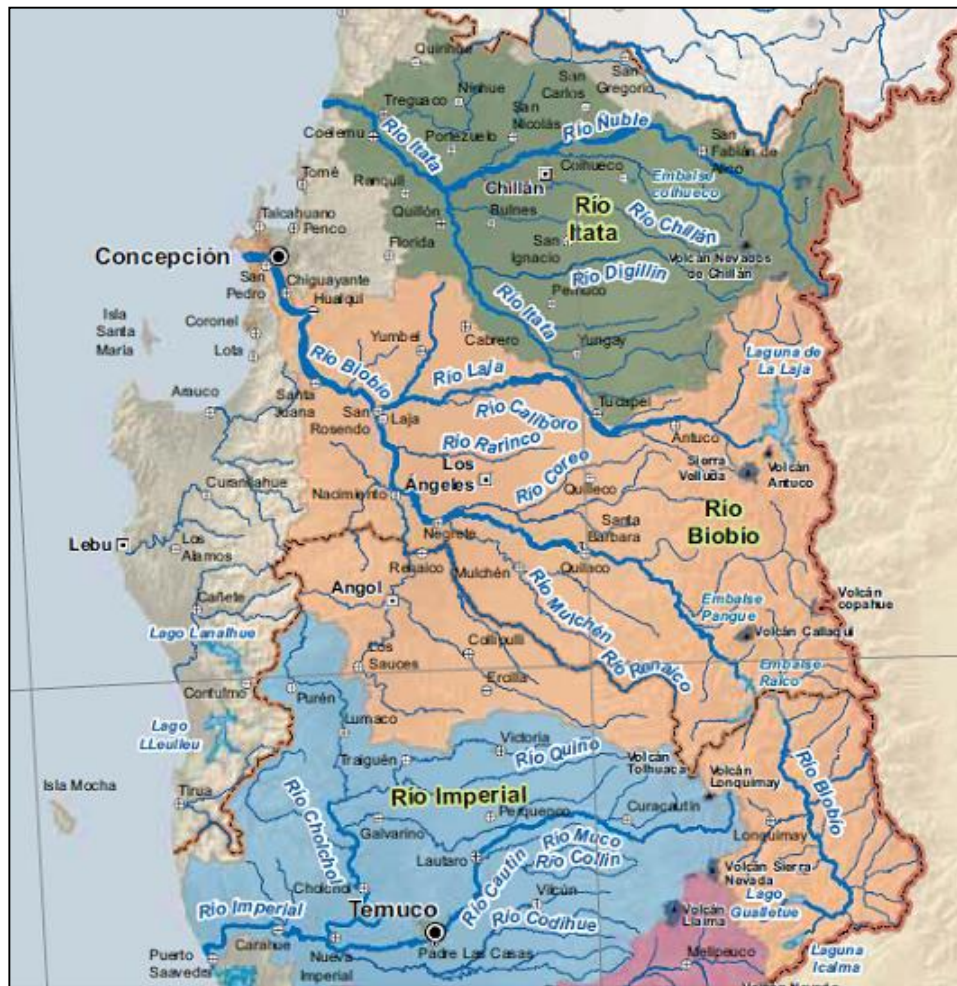 Quirihue
Ninhue
San
Carlos
San
Gregorio
Treguaco
San
Nicolás
Coelemu
Río Itata
Portezuelo
Río Ñuble
San
Fabián de
Alico
Tomé
Ranquil
Chillán
Coihueco
Embalse
coihueco
Talcahuano
Penco
Quillón
Bulnes
Río
Itata
Río Chillán
Concepción
Florida
San
Ignacio
Volcán Nevados
de Chillán
San
Pedro
Chiguayante
Hualqui
Río Digillín
Pemuco
Isla
Santa
María
Coronel
Lota
Yumbel
Cabrero
Río Itata
Yungay
Laguna de
La Laja
Arauco
Río Biobío
Santa
Juana
San
Rosendo
Laja
Río Laja
Río Caliboro
Tucapel
Antuco
Río Rarinco
Sierra
Velluda
Volcán
Antuco
Curanilahue
Nacimiento
Los
Ángeles
Río Coreo
Quilleco
Río
Biobío
Lebu
Los
Alamos
Negrete
Santa
Bárbara
Renaico
Mulchén
Quilaco
Cañete
Angol
Río Mulchén
Embalse
Pangue
Volcán
copahue
Volcán Callaqui
Lago Lanalhue
Los
Sauces
Collipulli
Río Renaico
Embalse
Ralco
Contulmo
Purén
Ercilla
Lago
LLeulleu
Lumaco
Victoria
Río Quino
Volcán
Tolhuaca
Volcán
Lonquimay
Isla Mocha
Traiguén
Tirua
Río Imperial
Perquenco
Curacautín
Río Biobío
Río Cholchol
Galvarino
Río Muco
Lonquimay
Lautaro
Río Cautín
Río Collin
Volcán Sierra
Nevada
Cholchol
Vilcún
Lago
Gualletue
Río Imperial
Temuco
Río Codihue
Volcán
Llaima
Carahue
Puerto
Saavedra
Nueva
Imperial
Padre Las Casas
Melipeuco
Laguna
Icalma